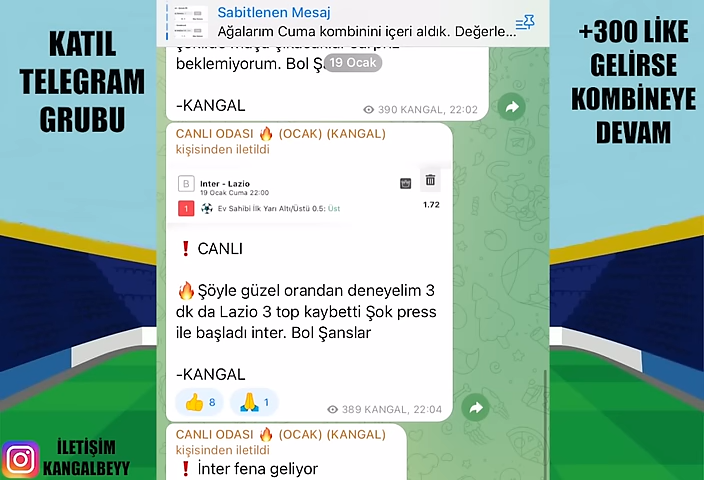 KATIL
TELEGRAM
GRUBU
+300 LİKE
GELİRSE
KOMBİNEYE
DEVAM
Sabitlenen Mesaj
Ağalarım Cuma kombinini içeri aldık. Değerle...
beklemiyorum. Bol Şa
19 Ocak
-KANGAL
390 KANGAL, 22:02
CANLI ODASI 🔥 (OCAK) (KANGAL)
kişisinden iletildi
B
Inter - Lazio
19 Ocak Cuma 22:00
1
Ev Sahibi İlk Yarı Altı/Üstü 0.5: Üst
1.72
❗ CANLI
🔥Şöyle güzel orandan deneyelim 3
dk da Lazio 3 top kaybetti Şok press
ile başladı inter. Bol Şanslar
-KANGAL
👍 8
🙏 1
389 KANGAL, 22:04
CANLI ODASI 🔥 (OCAK) (KANGAL)
kişisinden iletildi
❗ İnter fena geliyor
İLETİŞİM
KANGALBEYY